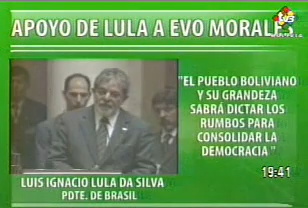 APOYO DE LULA A EVO MORALES
"EL PUEBLO BOLIVIANO
Y SU GRANDEZA
SABRÁ DICTAR LOS
RUMBOS PARA
CONSOLIDAR LA
DEMOCRACIA"
19:41
LUIS IGNACIO LULA DA SILVA
PDTE. DE BRASIL